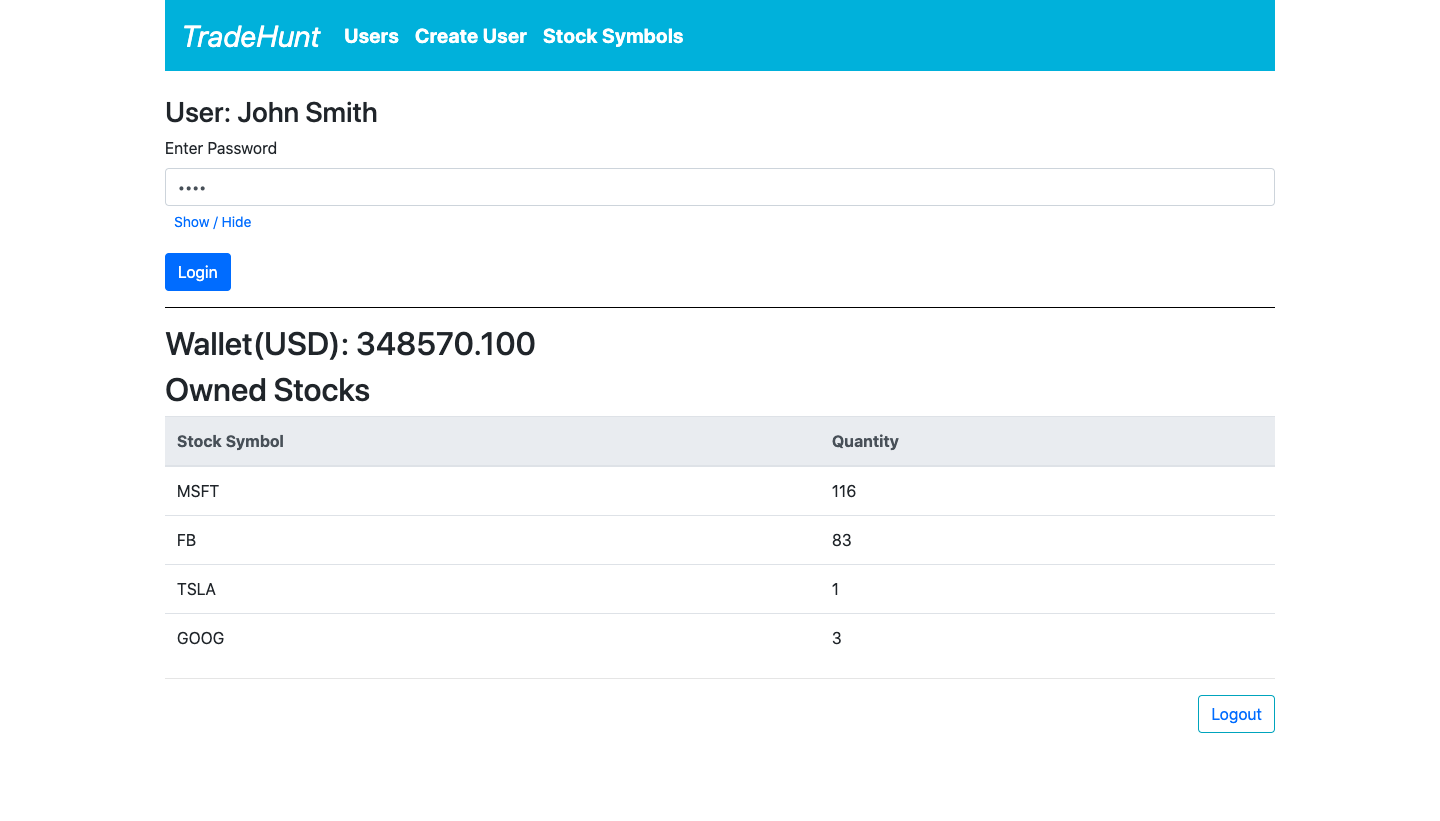 TradeHunt Users Create User Stock Symbols
User: John Smith
Enter Password
••••
Show / Hide
Login
Wallet(USD): 348570.100
Owned Stocks
Stock Symbol Quantity
MSFT 116
FB 83
TSLA 1
GOOG 3
Logout